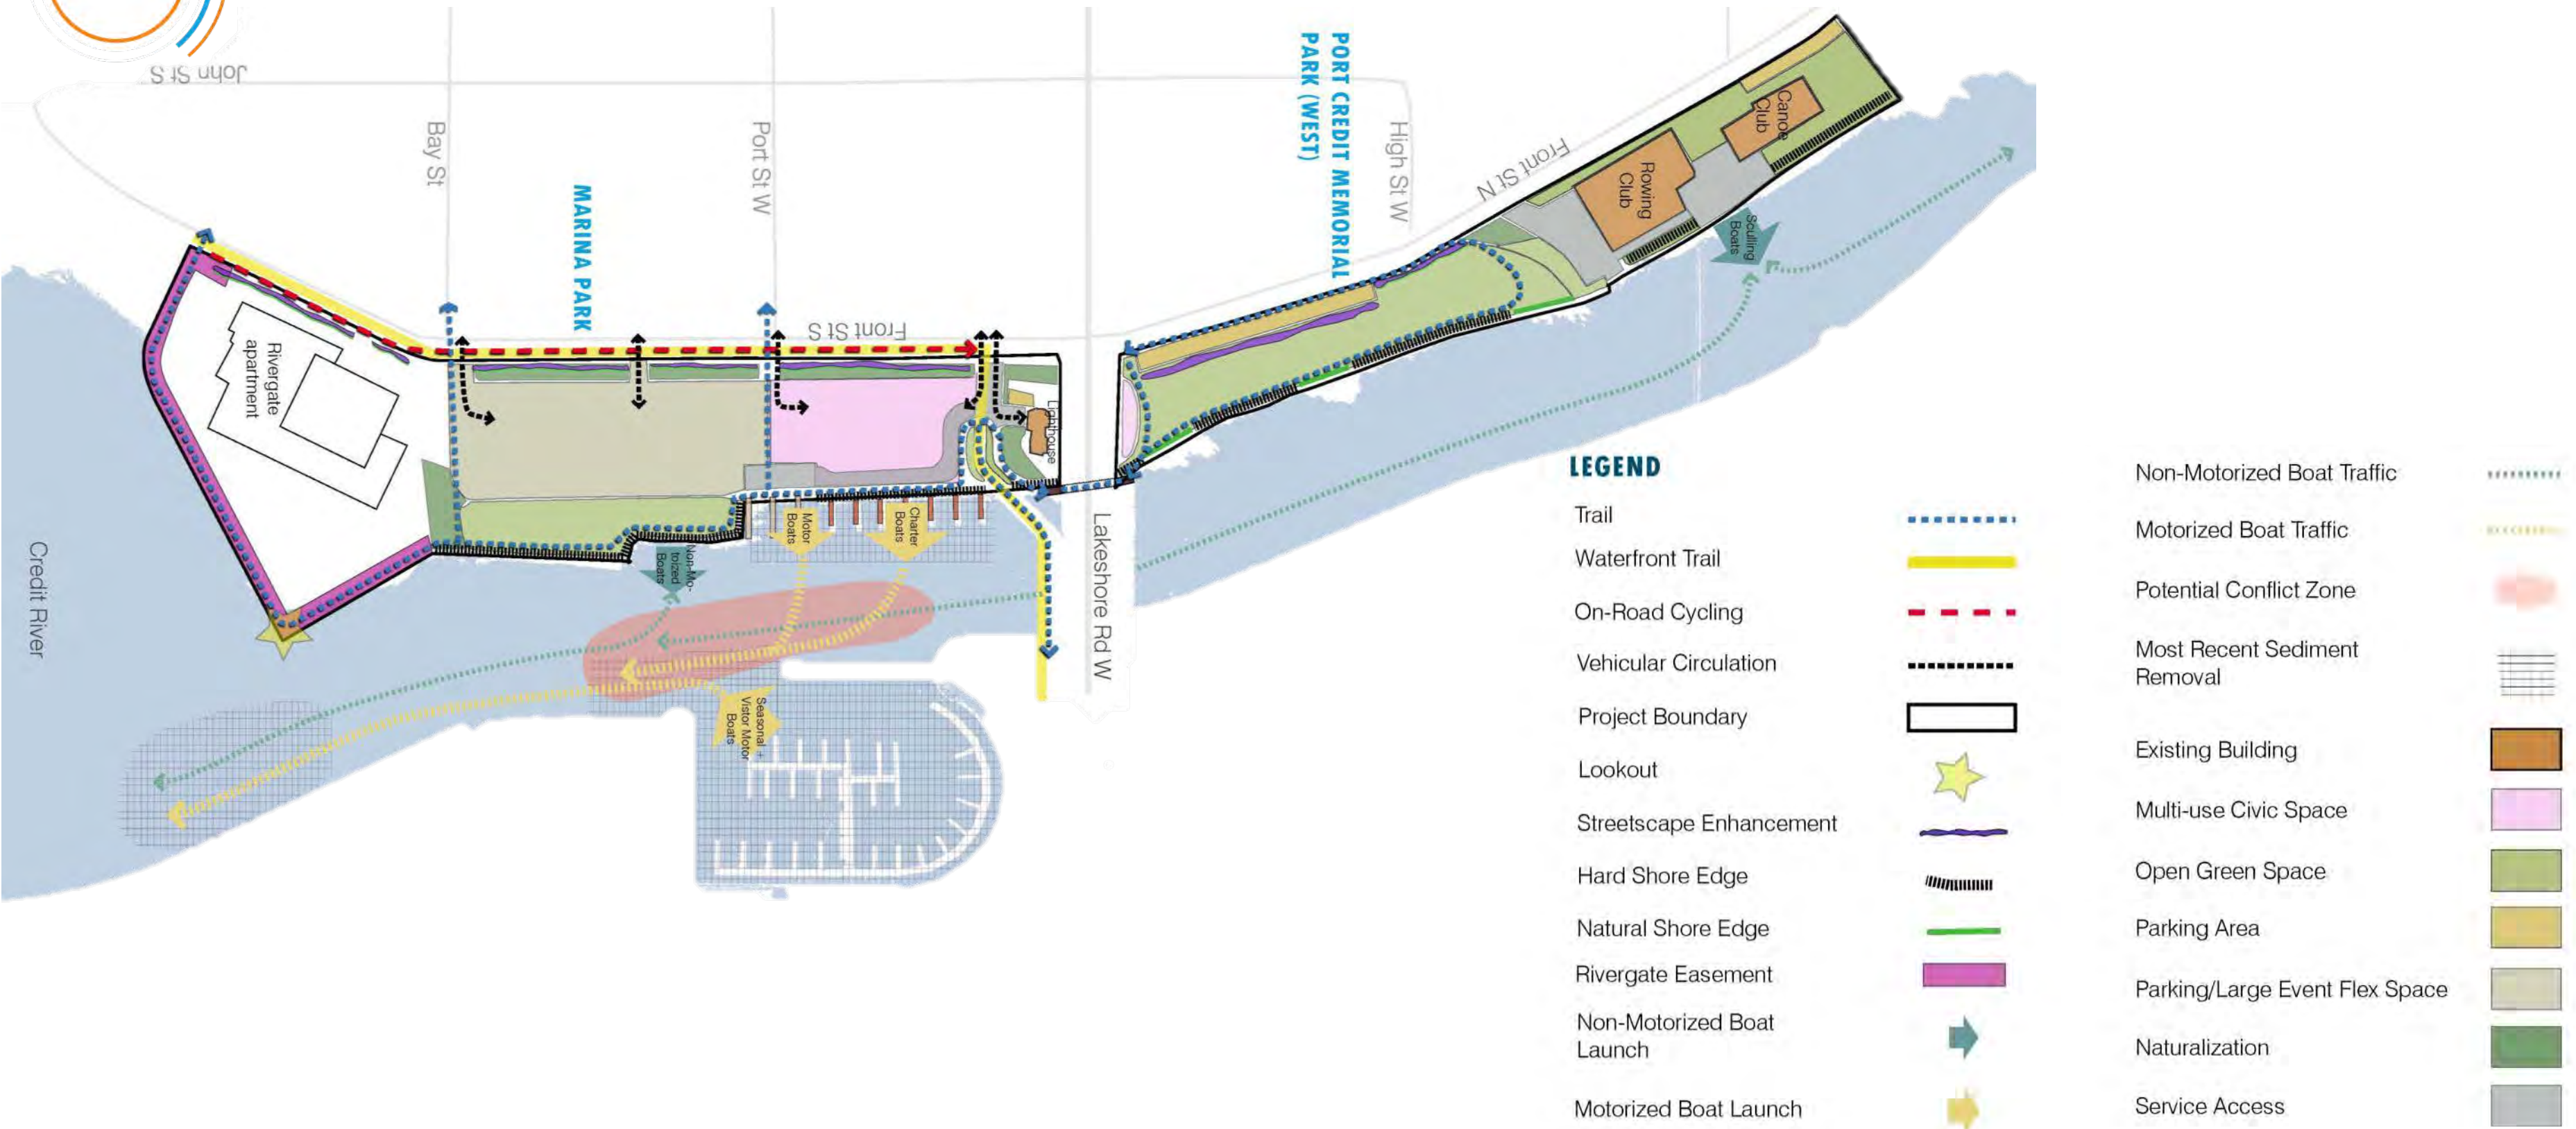 John St S
Bay St
Port St W
MARINA PARK
PORT CREDIT MEMORIAL
PARK (WEST)
High St W
Front St N
Canoe
Club
Rowing
Club
Sculling
Boats
Front St S
Rivergate
apartment
Lighthouse
Motor
Boats
Charter
Boats
Non-Mo-
torized
Boats
Lakeshore Rd W
Credit River
Seasonal +
Vistor Motor
Boats
LEGEND
Trail
Waterfront Trail
On-Road Cycling
Vehicular Circulation
Project Boundary
Lookout
Streetscape Enhancement
Hard Shore Edge
Natural Shore Edge
Rivergate Easement
Non-Motorized Boat
Launch
Motorized Boat Launch
Non-Motorized Boat Traffic
Motorized Boat Traffic
Potential Conflict Zone
Most Recent Sediment
Removal
Existing Building
Multi-use Civic Space
Open Green Space
Parking Area
Parking/Large Event Flex Space
Naturalization
Service Access